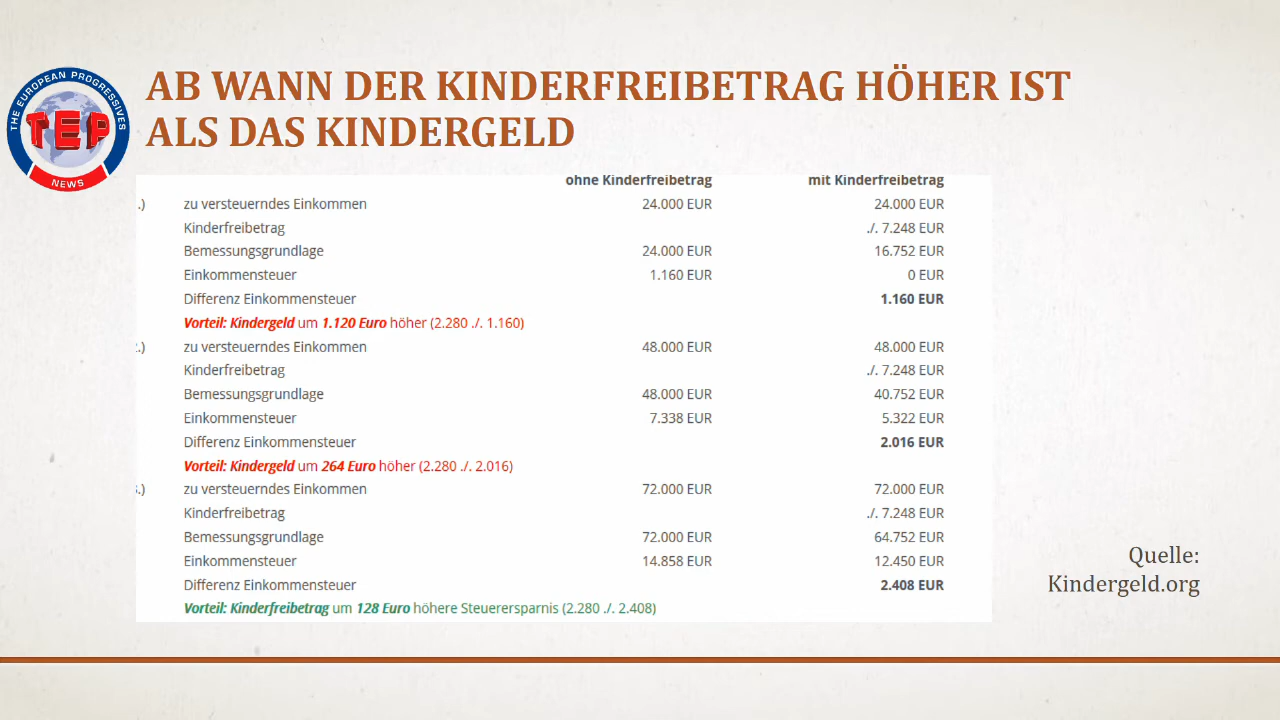 THE EUROPEAN PROGRESSIVES
TEP
NEWS
AB WANN DER KINDERFREIBETRAG HÖHER IST
ALS DAS KINDERGELD
ohne Kinderfreibetrag mit Kinderfreibetrag
.) zu versteuerndes Einkommen 24.000 EUR 24.000 EUR
Kinderfreibetrag ./. 7.248 EUR
Bemessungsgrundlage 24.000 EUR 16.752 EUR
Einkommensteuer 1.160 EUR 0 EUR
Differenz Einkommensteuer 1.160 EUR
Vorteil: Kindergeld um 1.120 Euro höher (2.280 ./. 1.160)
.) zu versteuerndes Einkommen 48.000 EUR 48.000 EUR
Kinderfreibetrag ./. 7.248 EUR
Bemessungsgrundlage 48.000 EUR 40.752 EUR
Einkommensteuer 7.338 EUR 5.322 EUR
Differenz Einkommensteuer 2.016 EUR
Vorteil: Kindergeld um 264 Euro höher (2.280 ./. 2.016)
.) zu versteuerndes Einkommen 72.000 EUR 72.000 EUR
Kinderfreibetrag ./. 7.248 EUR
Bemessungsgrundlage 72.000 EUR 64.752 EUR
Einkommensteuer 14.858 EUR 12.450 EUR
Differenz Einkommensteuer 2.408 EUR
Vorteil: Kinderfreibetrag um 128 Euro höhere Steuerersparnis (2.280 ./. 2.408)
Quelle:
Kindergeld.org